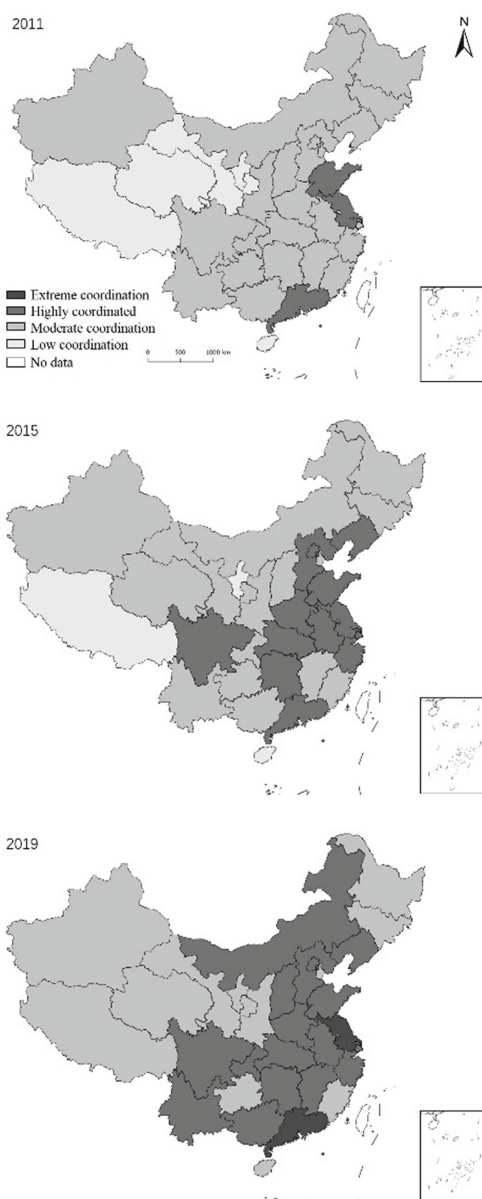 2011
N
Extreme coordination
Highly coordinated
Moderate coordination
Low coordination
No data
0 500 1000 km
2015
2019